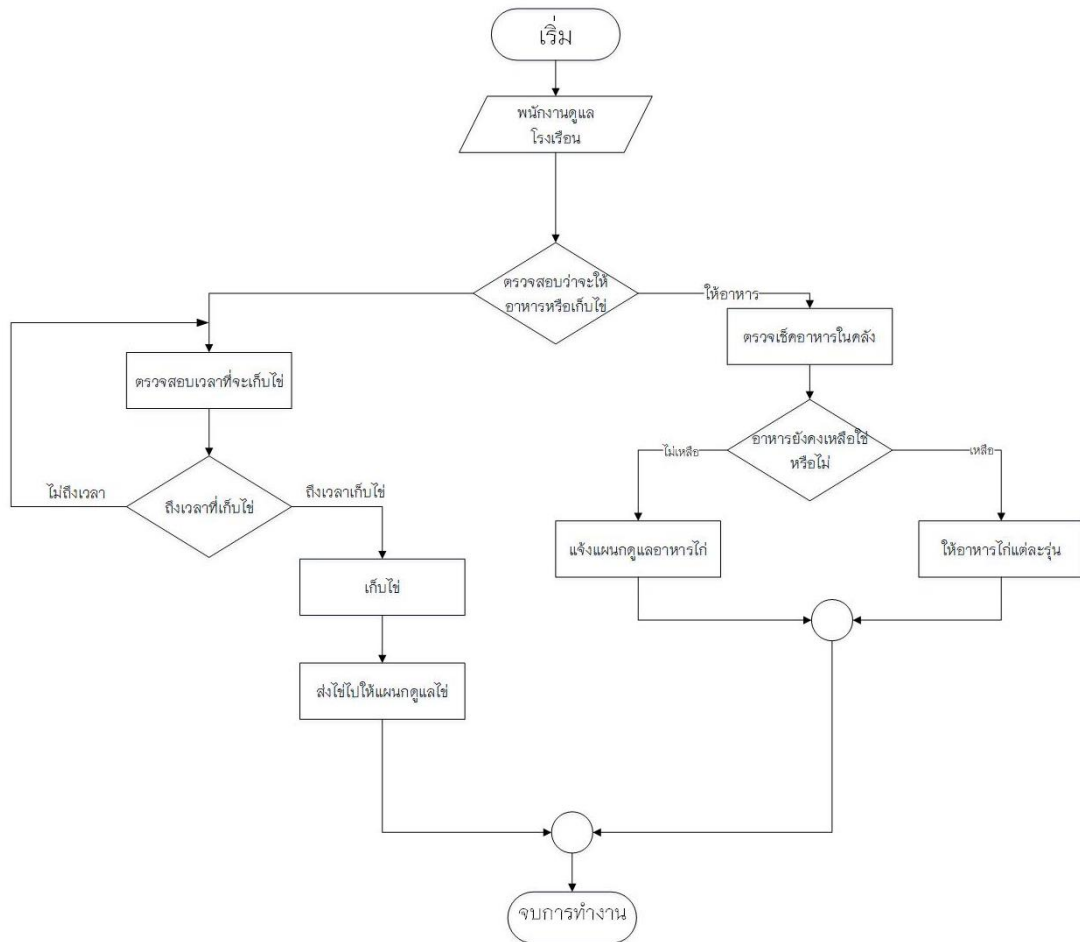 เริ่ม
พนักงานดูแล
โรงเรือน
ตรวจสอบว่าจะให้
อาหารหรือเก็บไข่
ให้อาหาร
ตรวจเช็คอาหารในคลัง
ตรวจสอบเวลาที่จะเก็บไข่
อาหารยังคงเหลือใช่
หรือไม่
ไม่เหลือ
เหลือ
ไม่ถึงเวลา
ถึงเวลาที่เก็บไข่
ถึงเวลาเก็บไข่
แจ้งแผนกดูแลอาหารไก่
ให้อาหารไก่แต่ละรุ่น
เก็บไข่
ส่งไข่ไปให้แผนกดูแลไข่
จบการทำงาน